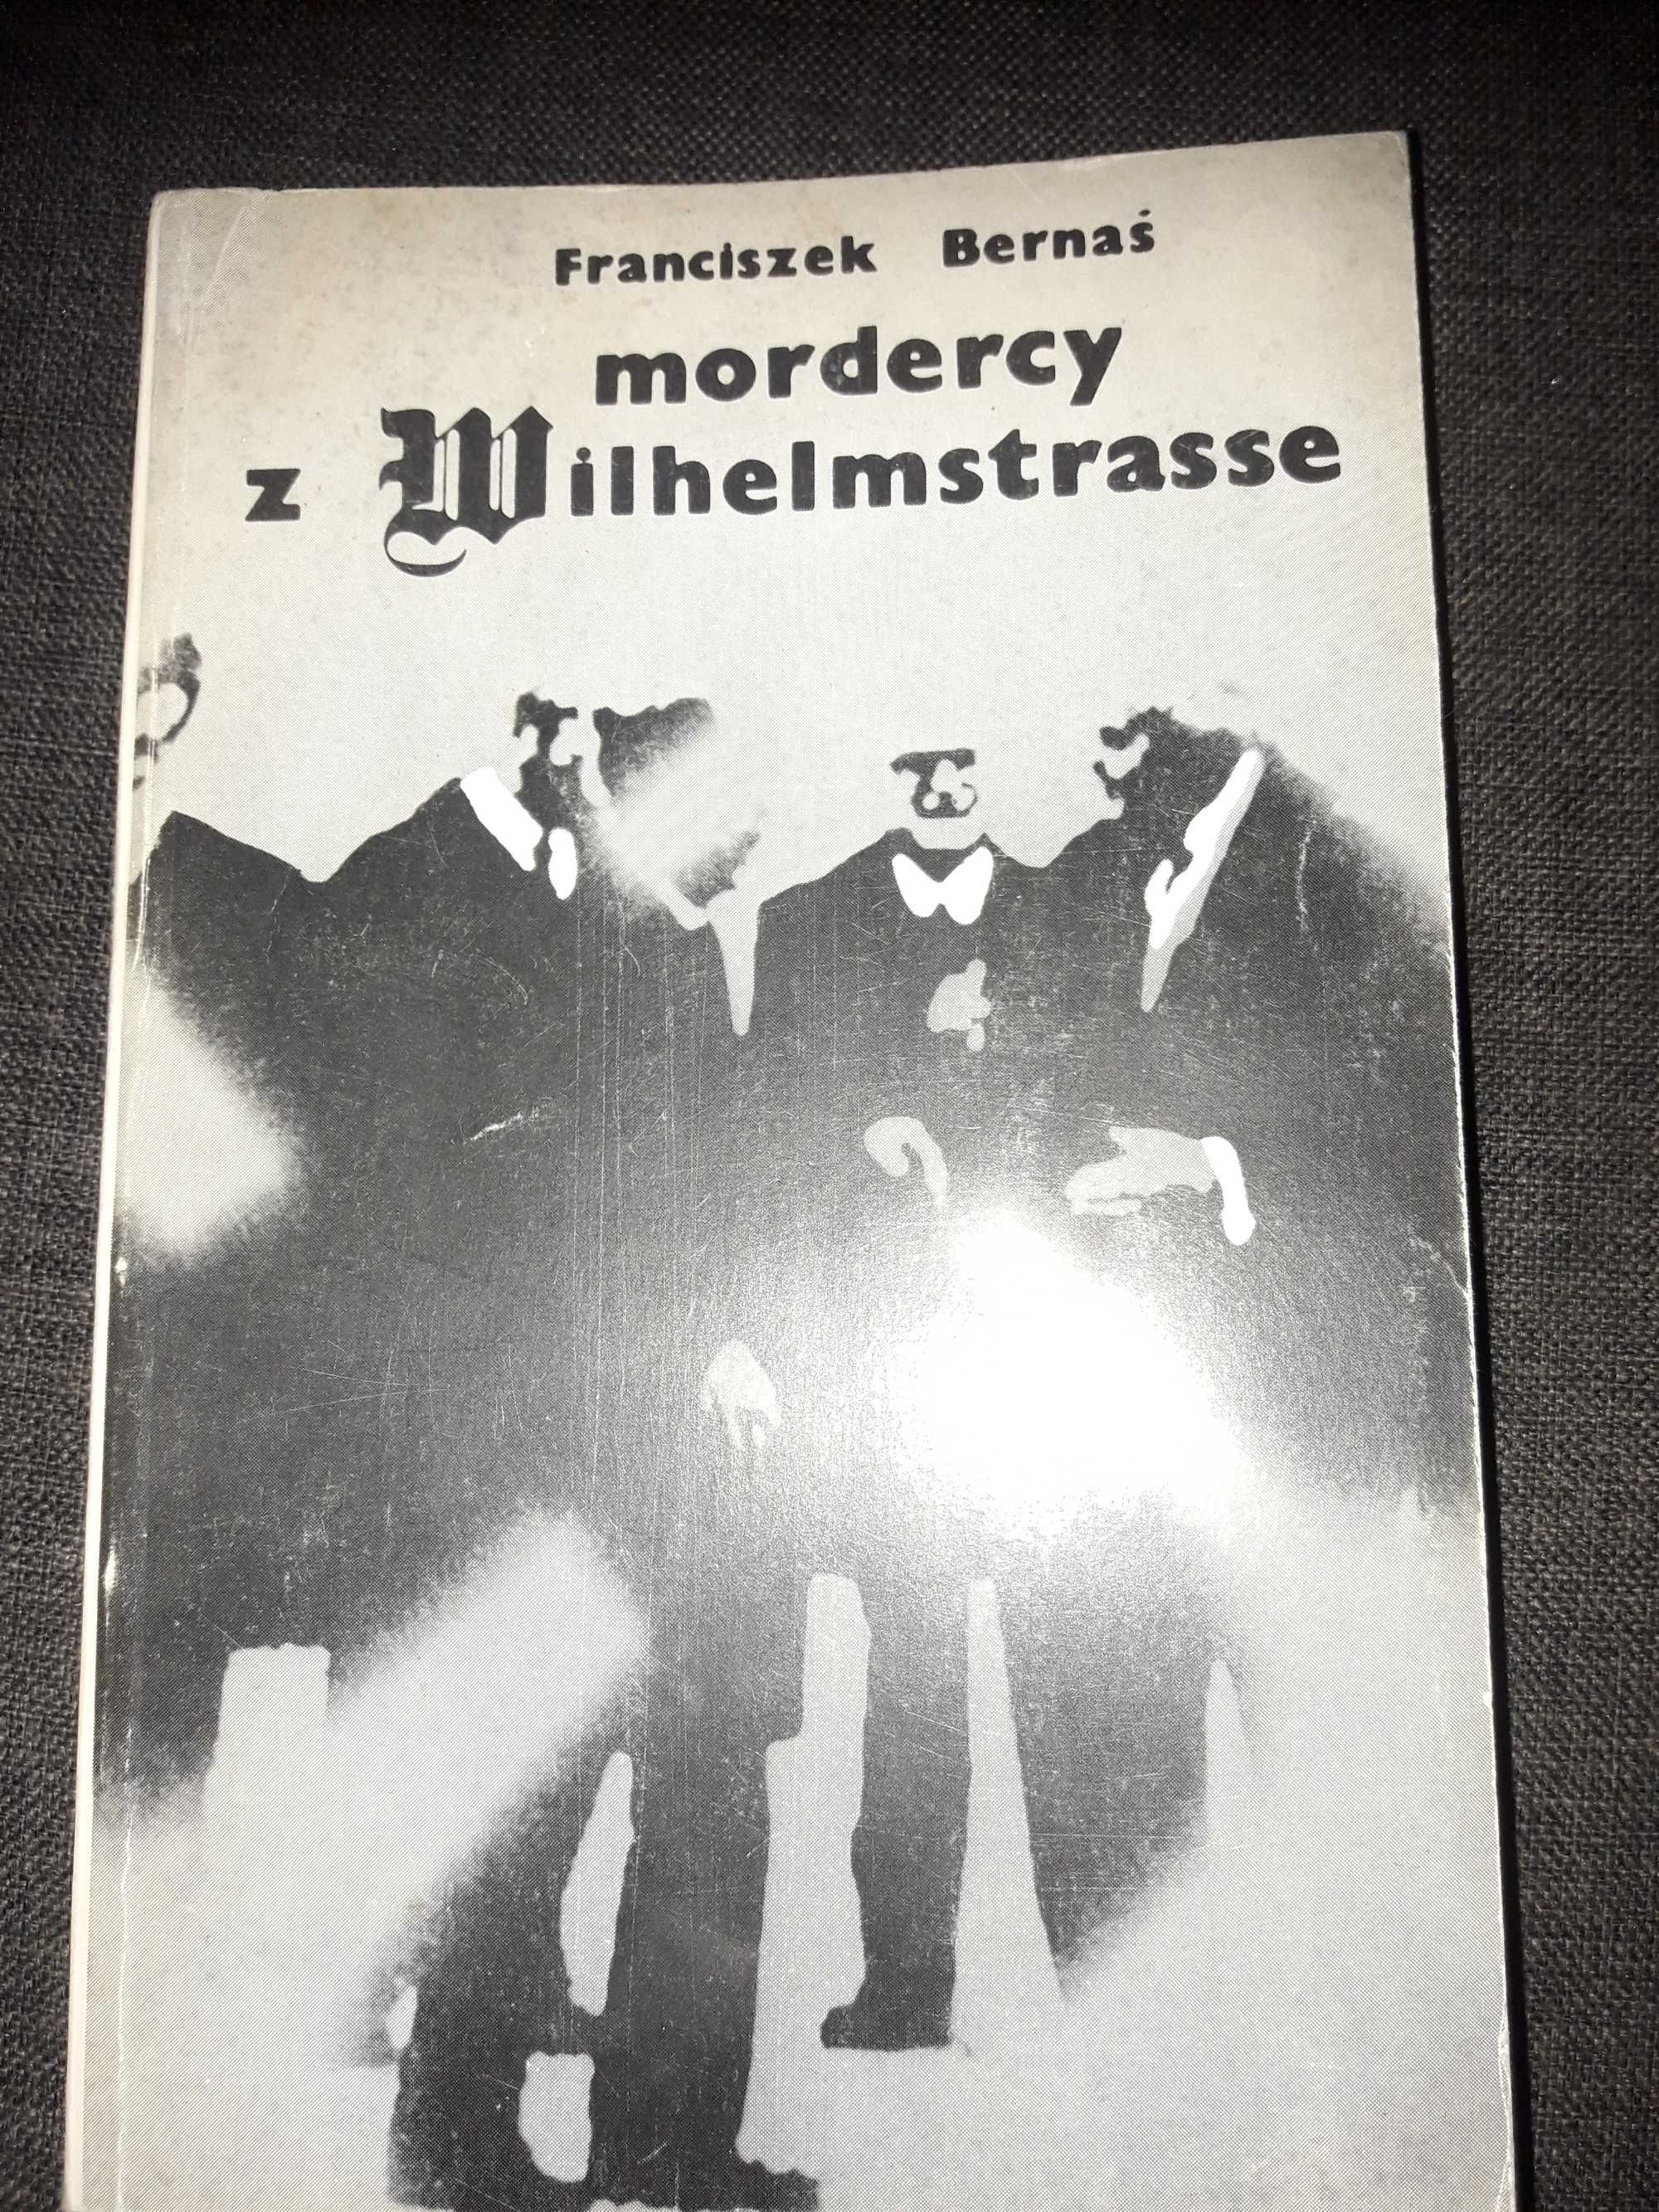 Franciszek Bernaś
mordercy
z Wilhelmstrasse